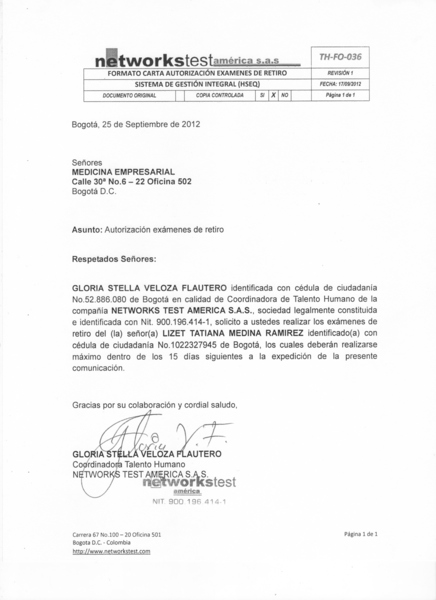 networkstest américa s.a.s
TH-FO-036
FORMATO CARTA AUTORIZACIÓN EXAMENES DE RETIRO
REVISIÓN 1
SISTEMA DE GESTIÓN INTEGRAL (HSEQ)
FECHA: 17/09/2012
DOCUMENTO ORIGINAL COPIA CONTROLADA SI X NO
Página 1 de 1
Bogotá, 25 de Septiembre de 2012
Señores
MEDICINA EMPRESARIAL
Calle 30ª No.6 – 22 Oficina 502
Bogotá D.C.
Asunto: Autorización exámenes de retiro
Respetados Señores:
GLORIA STELLA VELOZA FLAUTERO identificada con cédula de ciudadanía
No.52.886.080 de Bogotá en calidad de Coordinadora de Talento Humano de la
compañía NETWORKS TEST AMERICA S.A.S., sociedad legalmente constituida
e identificada con Nit. 900.196.414-1, solicito a ustedes realizar los exámenes de
retiro del (la) señor(a) LIZET TATIANA MEDINA RAMIREZ identificado(a) con
cédula de ciudadanía No.1022327945 de Bogotá, los cuales deberán realizarse
máximo dentro de los 15 días siguientes a la expedición de la presente
comunicación.
Gracias por su colaboración y cordial saludo,
Gloria V. F.
GLORIA STELLA VELOZA FLAUTERO
Coordinadora Talento Humano
NETWORKS TEST AMERICA S.A.S.
networkstest
américa
NIT. 900 196 414-1
Carrera 67 No.100 – 20 Oficina 501
Página 1 de 1
Bogota D.C. - Colombia
http://www.networkstest.com